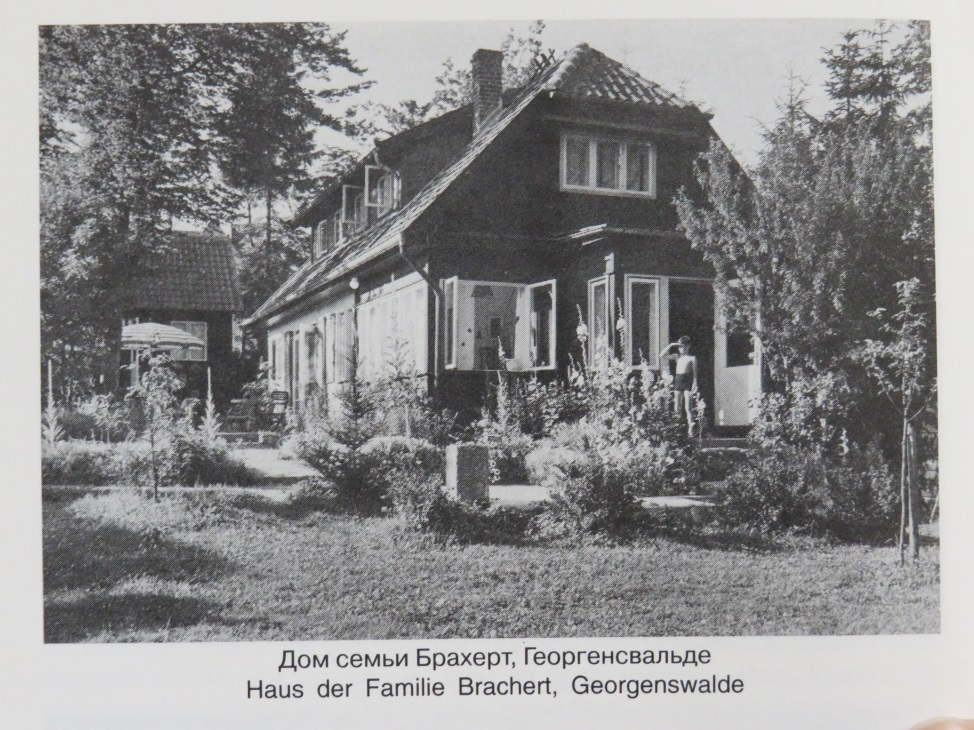 Дом семьи Брахерт, Георгенсвальде
Haus der Familie Brachert, Georgenswalde